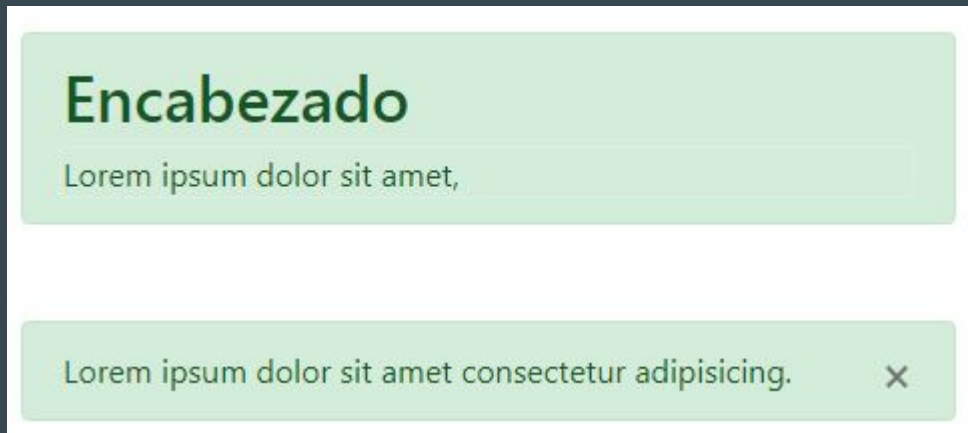 Encabezado
Lorem ipsum dolor sit amet,
Lorem ipsum dolor sit amet consectetur adipisicing. ×